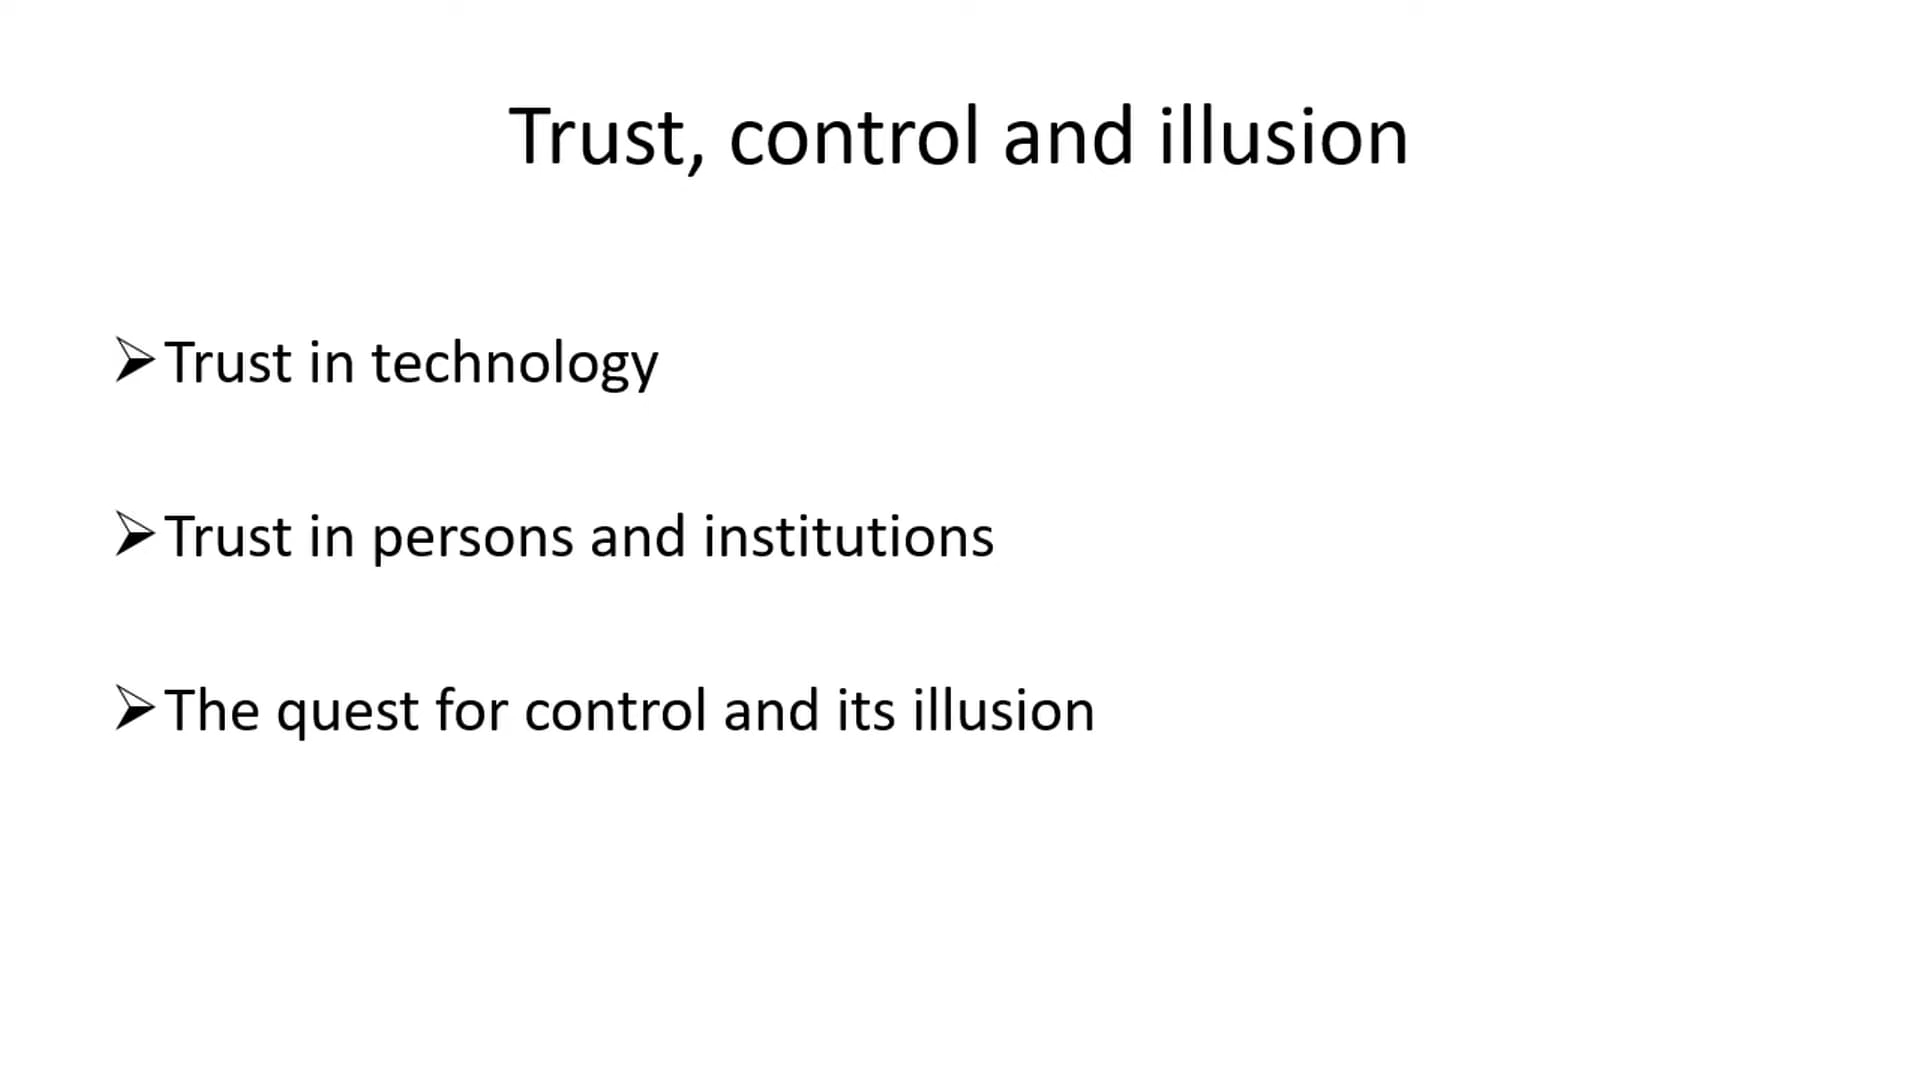 Trust, control and illusion
➢Trust in technology
➢Trust in persons and institutions
➢The quest for control and its illusion